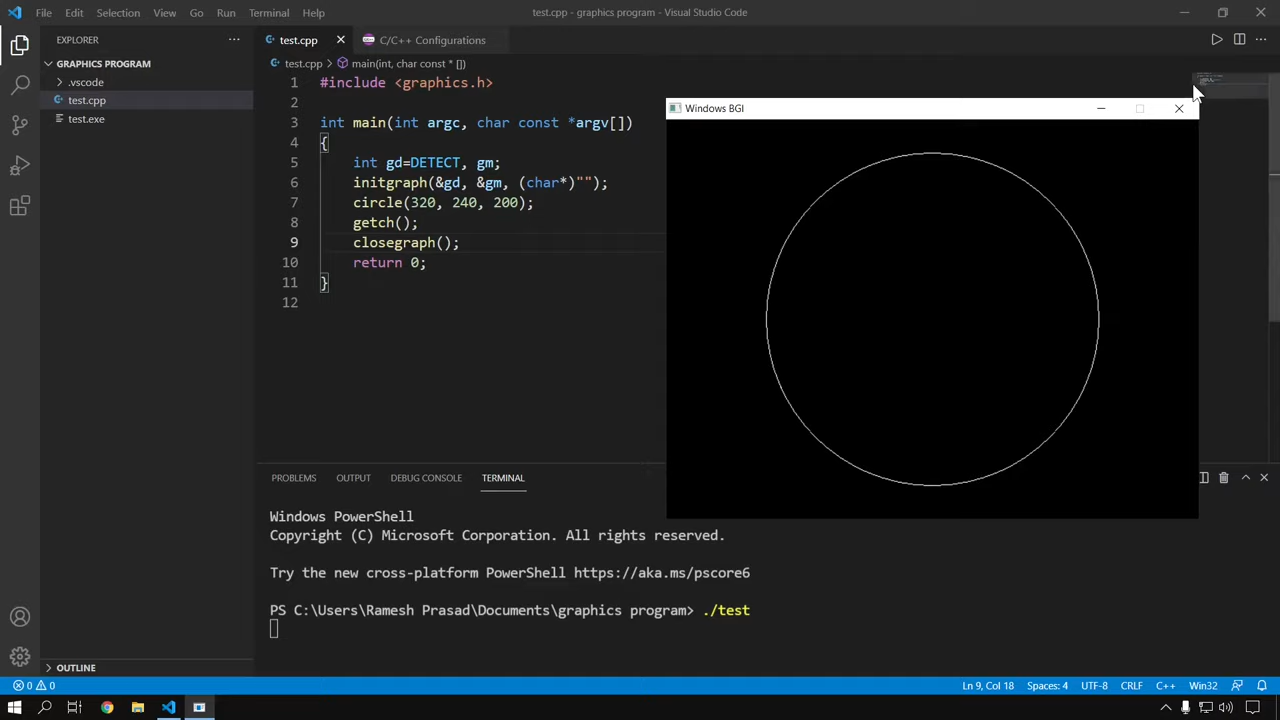 File Edit Selection View Go Run Terminal Help test.cpp - graphics program - Visual Studio Code
EXPLORER
test.cpp C/C++ Configurations
GRAPHICS PROGRAM
.vscode
test.cpp
test.exe
test.cpp > main(int, char const * [])
1 #include <graphics.h>
2
3 int main(int argc, char const *argv[])
4 {
5 int gd=DETECT, gm;
6 initgraph(&gd, &gm, (char*)"");
7 circle(320, 240, 200);
8 getch();
9 closegraph();
10 return 0;
11 }
12
Windows BGI
PROBLEMS OUTPUT DEBUG CONSOLE TERMINAL
Windows PowerShell
Copyright (C) Microsoft Corporation. All rights reserved.
Try the new cross-platform PowerShell https://aka.ms/pscore6
PS C:\Users\Ramesh Prasad\Documents\graphics program> ./test
OUTLINE
0 0 Ln 9, Col 18 Spaces: 4 UTF-8 CRLF C++ Win32